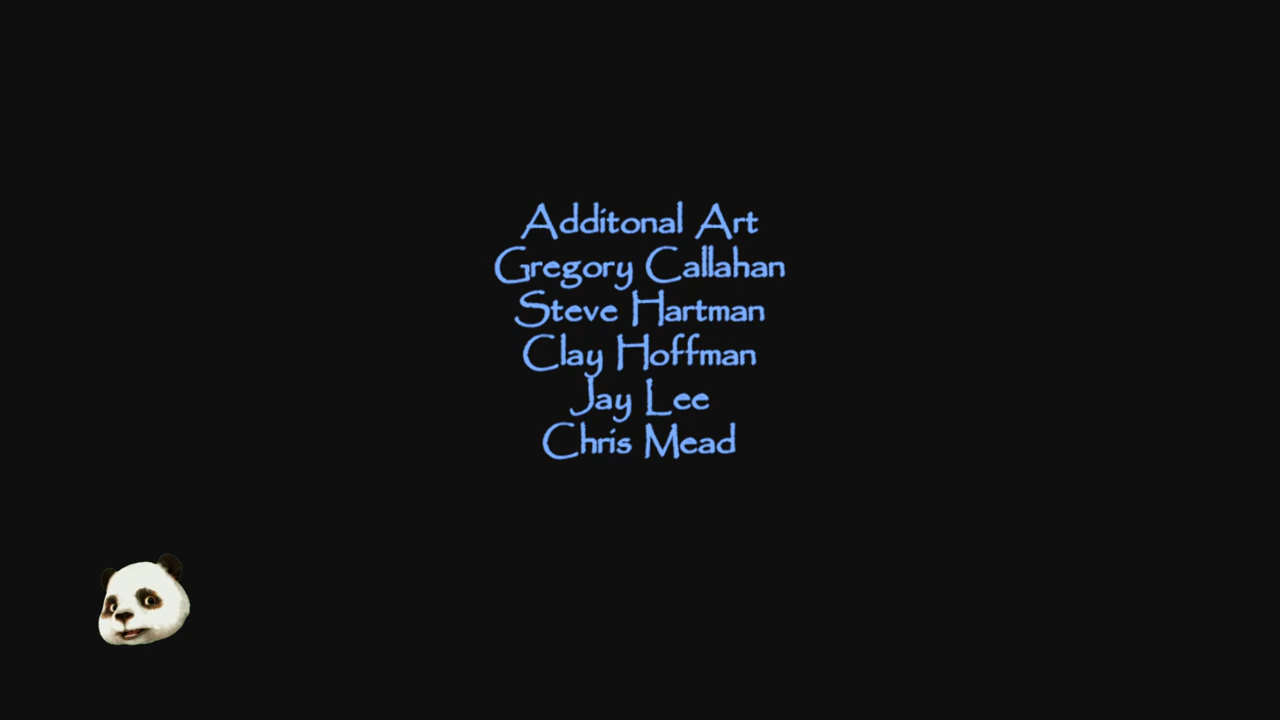 Additonal Art
Gregory Callahan
Steve Hartman
Clay Hoffman
Jay Lee
Chris Mead